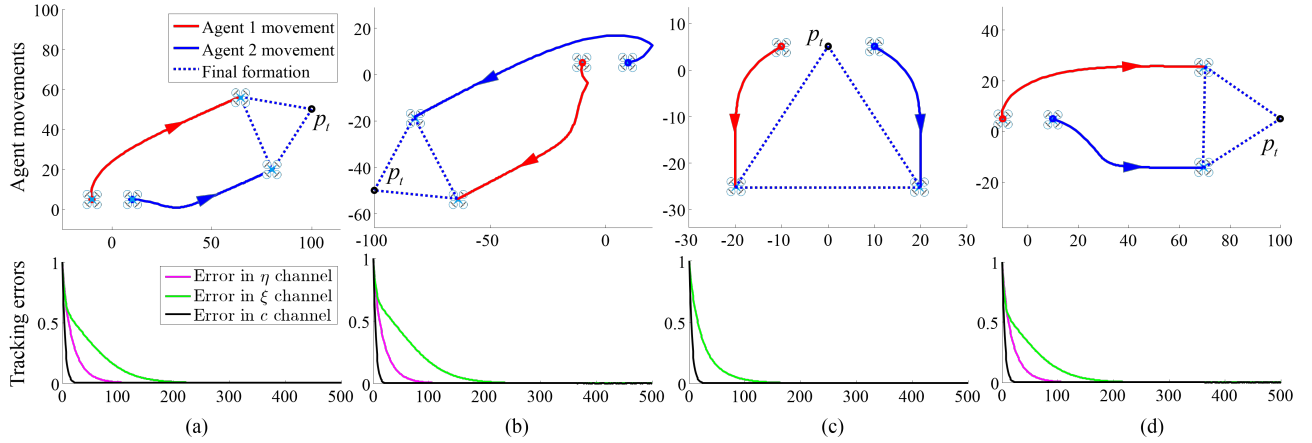 Agent movements
100
80
60
40
20
0
0 50 100
Agent 1 movement
Agent 2 movement
Final formation
p_t
20
0
-20
-40
-60
-100 -50 0
p_t
10
0
-10
-20
-30
-30 -20 -10 0 10 20 30
p_t
40
20
0
-20
0 20 40 60 80 100
p_t
Tracking errors
1
0.5
0
0 100 200 300 400 500
Error in η channel
Error in ξ channel
Error in c channel
1
0.5
0
0 100 200 300 400 500
1
0.5
0
0 100 200 300 400 500
1
0.5
0
0 100 200 300 400 500
(a) (b) (c) (d)